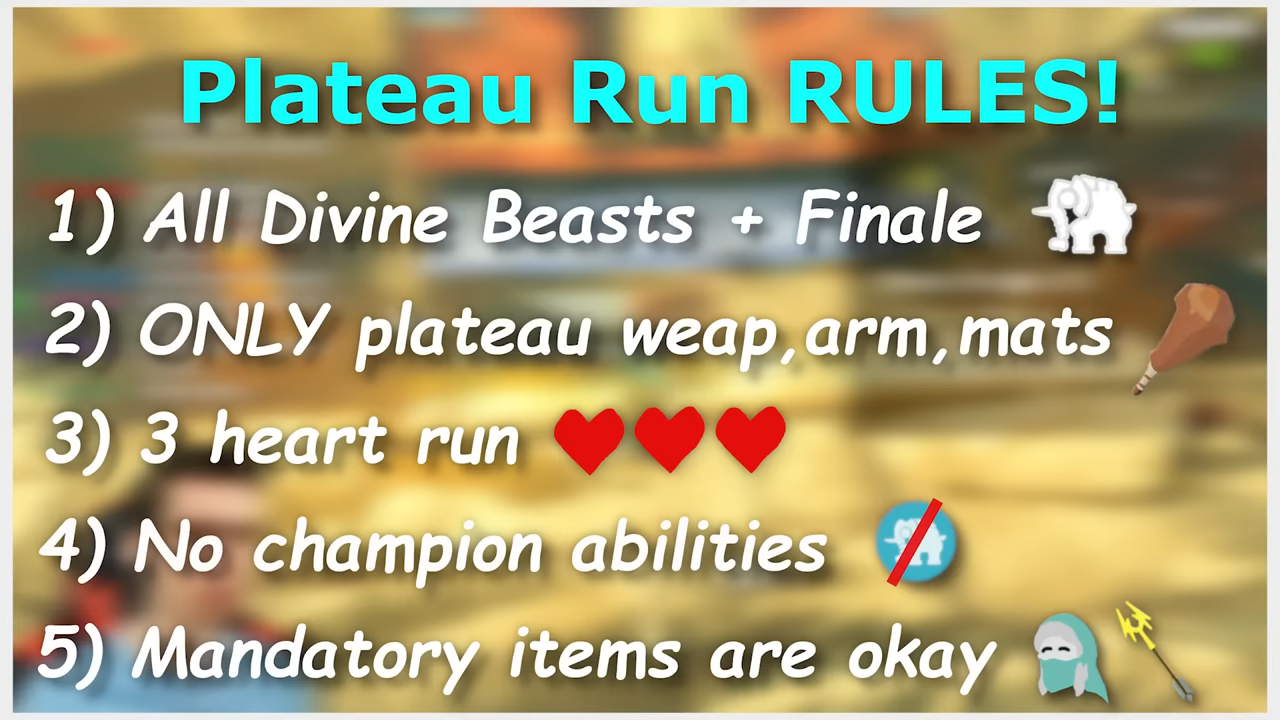 Plateau Run RULES!
1) All Divine Beasts + Finale
2) ONLY plateau weap,arm,mats
3) 3 heart run
4) No champion abilities
5) Mandatory items are okay